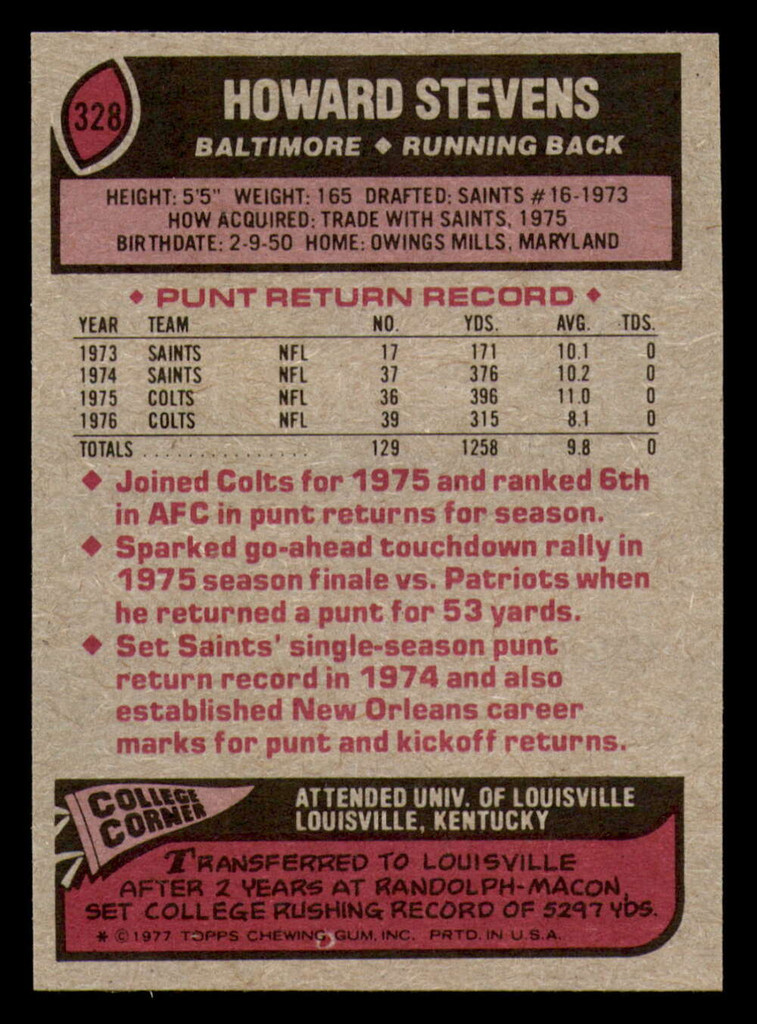 328
HOWARD STEVENS
BALTIMORE ◆ RUNNING BACK
HEIGHT: 5'5" WEIGHT: 165 DRAFTED: SAINTS #16-1973
HOW ACQUIRED: TRADE WITH SAINTS, 1975
BIRTHDATE: 2-9-50 HOME: OWINGS MILLS, MARYLAND
◆ PUNT RETURN RECORD ◆
YEAR TEAM NO. YDS. AVG. TDS.
1973 SAINTS NFL 17 171 10.1 0
1974 SAINTS NFL 37 376 10.2 0
1975 COLTS NFL 36 396 11.0 0
1976 COLTS NFL 39 315 8.1 0
TOTALS . . . . . . . . . . . . . . . 129 1258 9.8 0
◆ Joined Colts for 1975 and ranked 6th
in AFC in punt returns for season.
◆ Sparked go-ahead touchdown rally in
1975 season finale vs. Patriots when
he returned a punt for 53 yards.
◆ Set Saints' single-season punt
return record in 1974 and also
established New Orleans career
marks for punt and kickoff returns.
COLLEGE
CORNER
ATTENDED UNIV. OF LOUISVILLE
LOUISVILLE, KENTUCKY
TRANSFERRED TO LOUISVILLE
AFTER 2 YEARS AT RANDOLPH-MACON.
SET COLLEGE RUSHING RECORD OF 5297 YDS.
* © 1977 TOPPS CHEWING GUM, INC. PRTD. IN U.S.A.